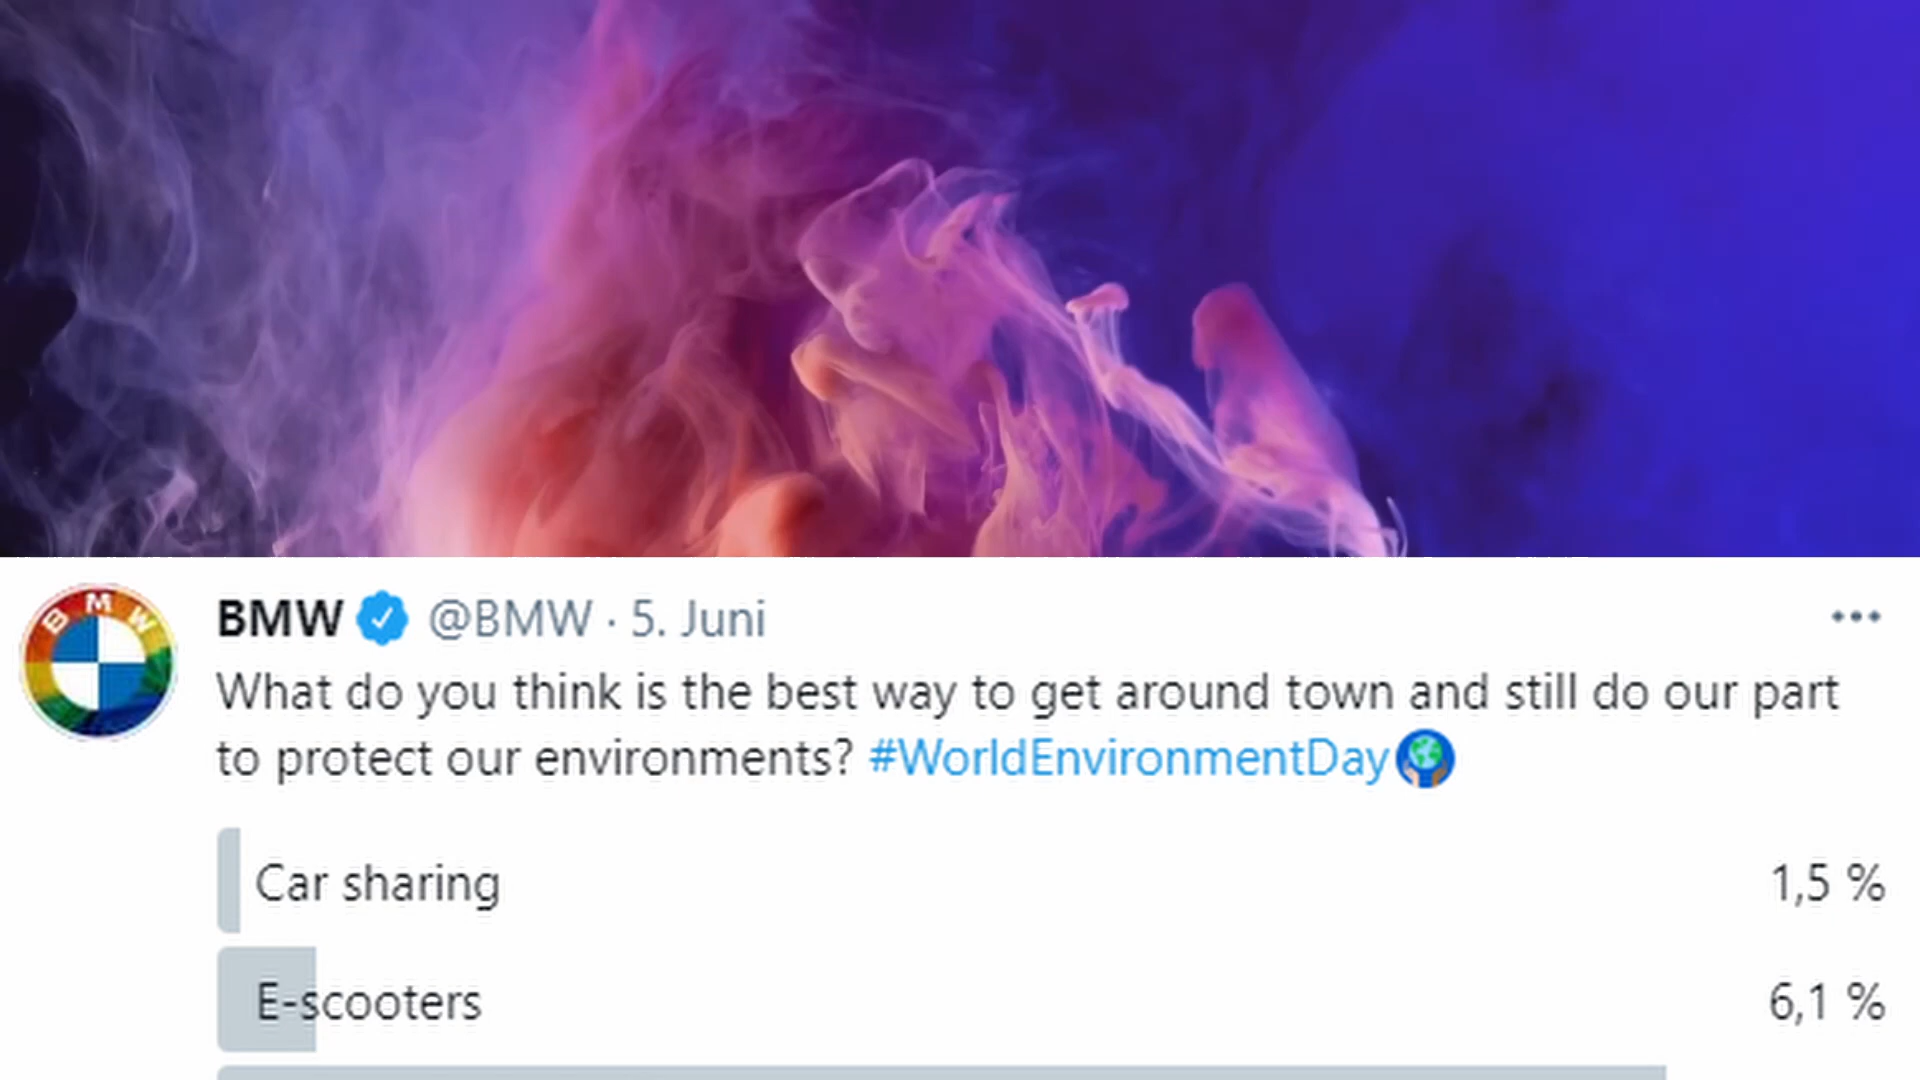 BMW @BMW · 5. Juni
What do you think is the best way to get around town and still do our part
to protect our environments? #WorldEnvironmentDay
Car sharing 1,5 %
E-scooters 6,1 %